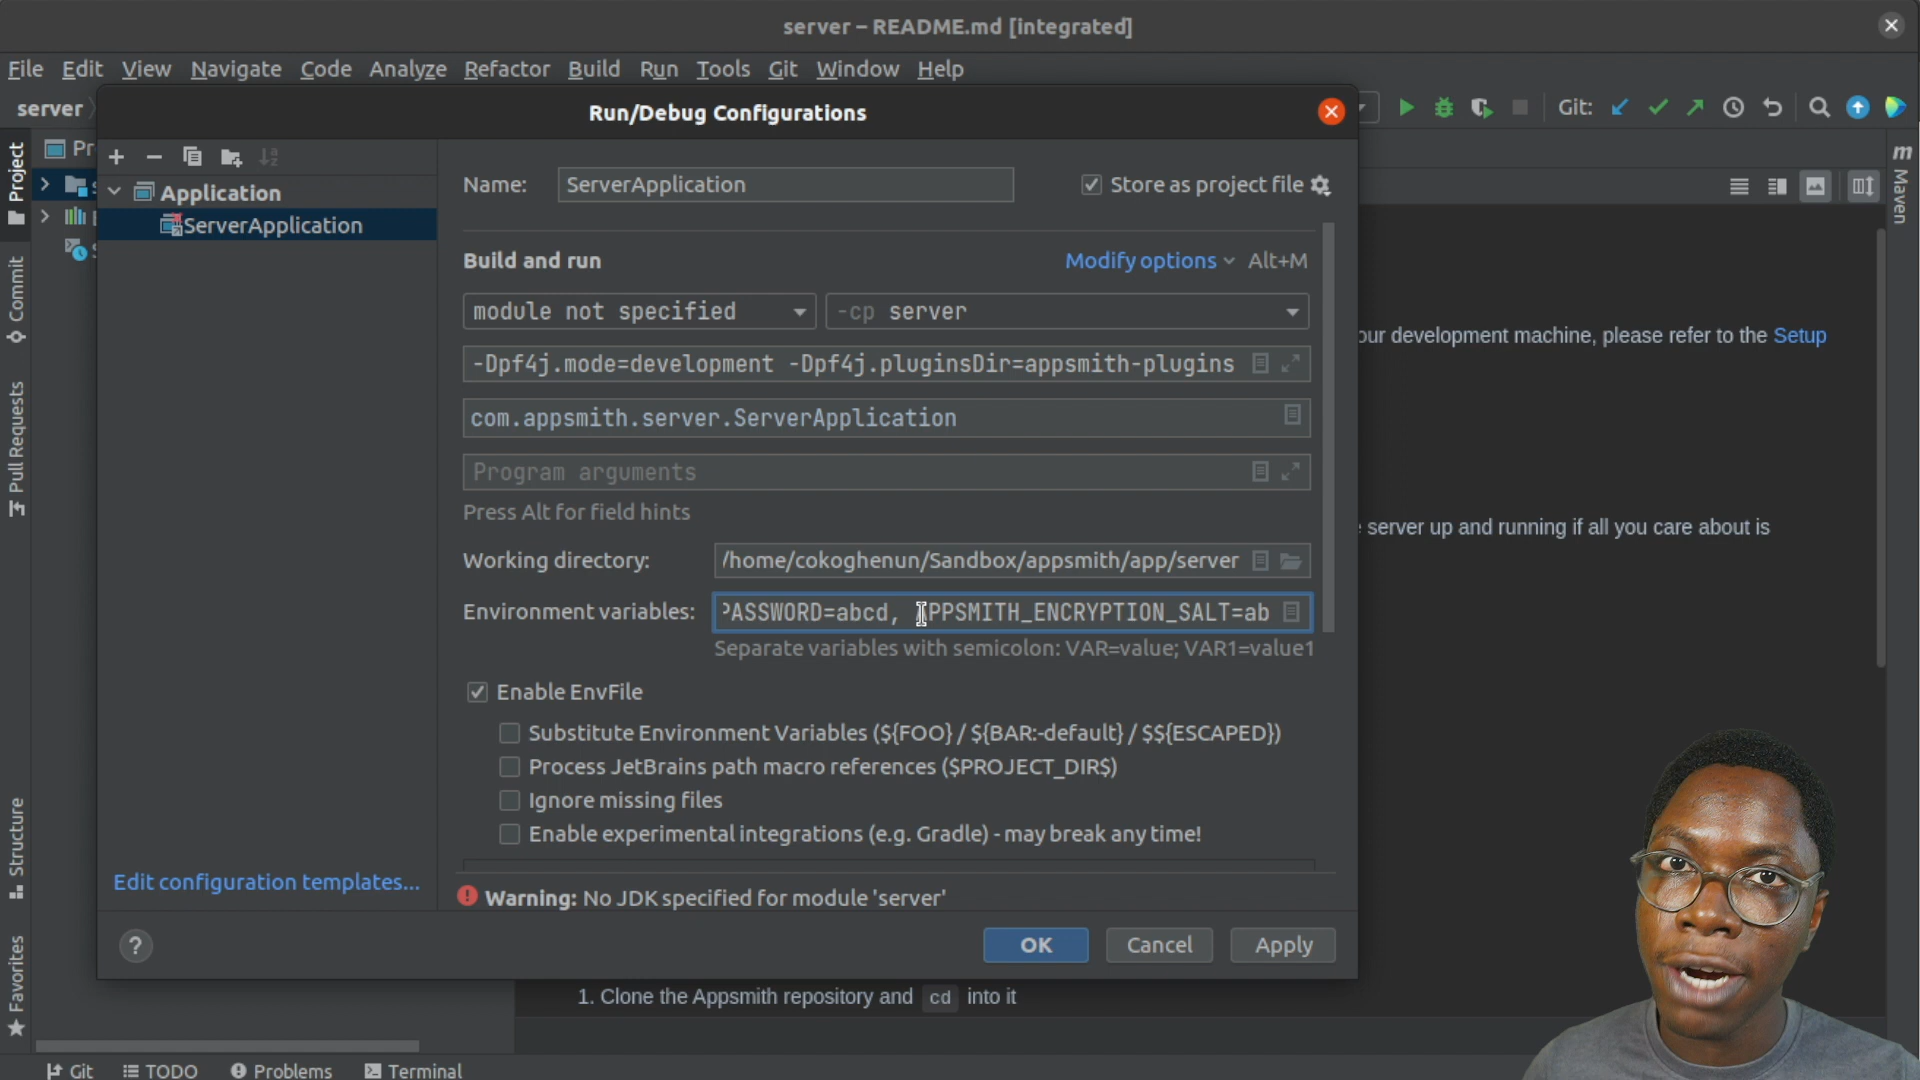 server – README.md [integrated]
File Edit View Navigate Code Analyze Refactor Build Run Tools Git Window Help
server
Run/Debug Configurations
Git:
Project
Commit
Pull Requests
Structure
Favorites
Maven
Application
ServerApplication
Name: ServerApplication
Store as project file
Build and run
Modify options Alt+M
module not specified
-cp server
-Dpf4j.mode=development -Dpf4j.pluginsDir=appsmith-plugins
com.appsmith.server.ServerApplication
Program arguments
Press Alt for field hints
Working directory: /home/cokoghenun/Sandbox/appsmith/app/server
Environment variables: PASSWORD=abcd, APPSMITH_ENCRYPTION_SALT=ab
Separate variables with semicolon: VAR=value; VAR1=value1
Enable EnvFile
Substitute Environment Variables (${FOO} / ${BAR:-default} / $${ESCAPED})
Process JetBrains path macro references ($PROJECT_DIR$)
Ignore missing files
Enable experimental integrations (e.g. Gradle) - may break any time!
Edit configuration templates...
Warning: No JDK specified for module 'server'
? OK Cancel Apply
our development machine, please refer to the Setup
server up and running if all you care about is
1. Clone the Appsmith repository and cd into it
Git TODO Problems Terminal